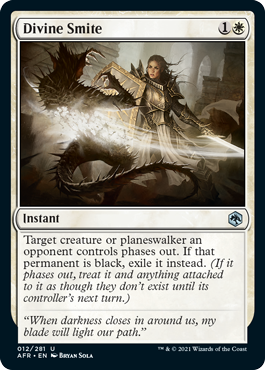 Divine Smite 1
Instant
Target creature or planeswalker an
opponent controls phases out. If that
permanent is black, exile it instead. (If it
phases out, treat it and anything attached
to it as though they don't exist until its
controller's next turn.)
"When darkness closes in around us, my
blade will light our path."
012/281 U
AFR • EN Bryan Sola
™ & © 2021 Wizards of the Coast